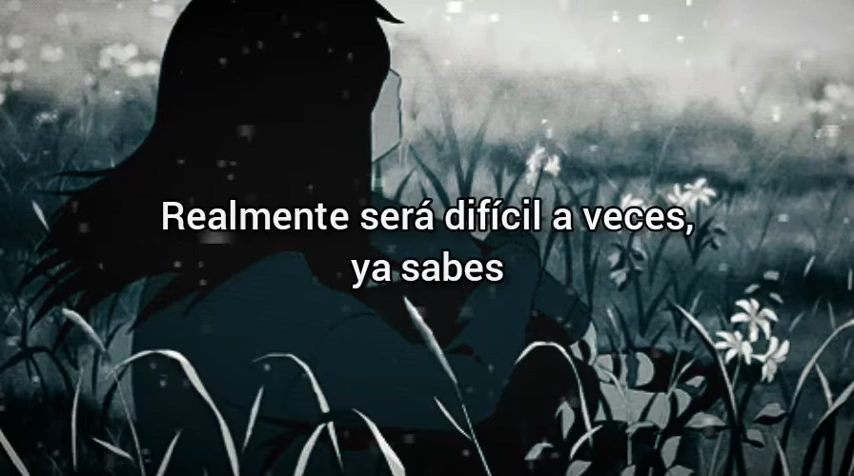 Realmente será difícil a veces,
ya sabes